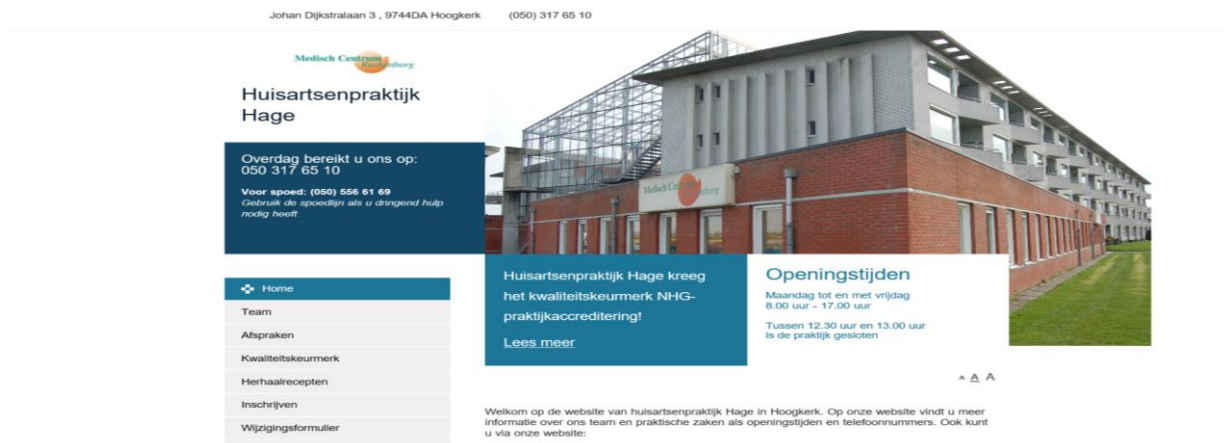 Johan Dijkstralaan 3 , 9744DA Hoogkerk (050) 317 65 10
Medisch Centrum
Ruskenborg
Huisartsenpraktijk
Hage
Overdag bereikt u ons op:
050 317 65 10
Voor spoed: (050) 556 61 69
Gebruik de spoedlijn als u dringend hulp
nodig heeft
Medisch Centrum
Home
Team
Afspraken
Kwaliteitskeurmerk
Herhaalrecepten
Inschrijven
Wijzigingsformulier
Huisartsenpraktijk Hage kreeg
het kwaliteitskeurmerk NHG-
praktijkaccreditering!
Lees meer
Openingstijden
Maandag tot en met vrijdag
8.00 uur - 17.00 uur
Tussen 12.30 uur en 13.00 uur
is de praktijk gesloten
A A A
Welkom op de website van huisartsenpraktijk Hage in Hoogkerk. Op onze website vindt u meer
informatie over ons team en praktische zaken als openingstijden en telefoonnummers. Ook kunt
u via onze website: